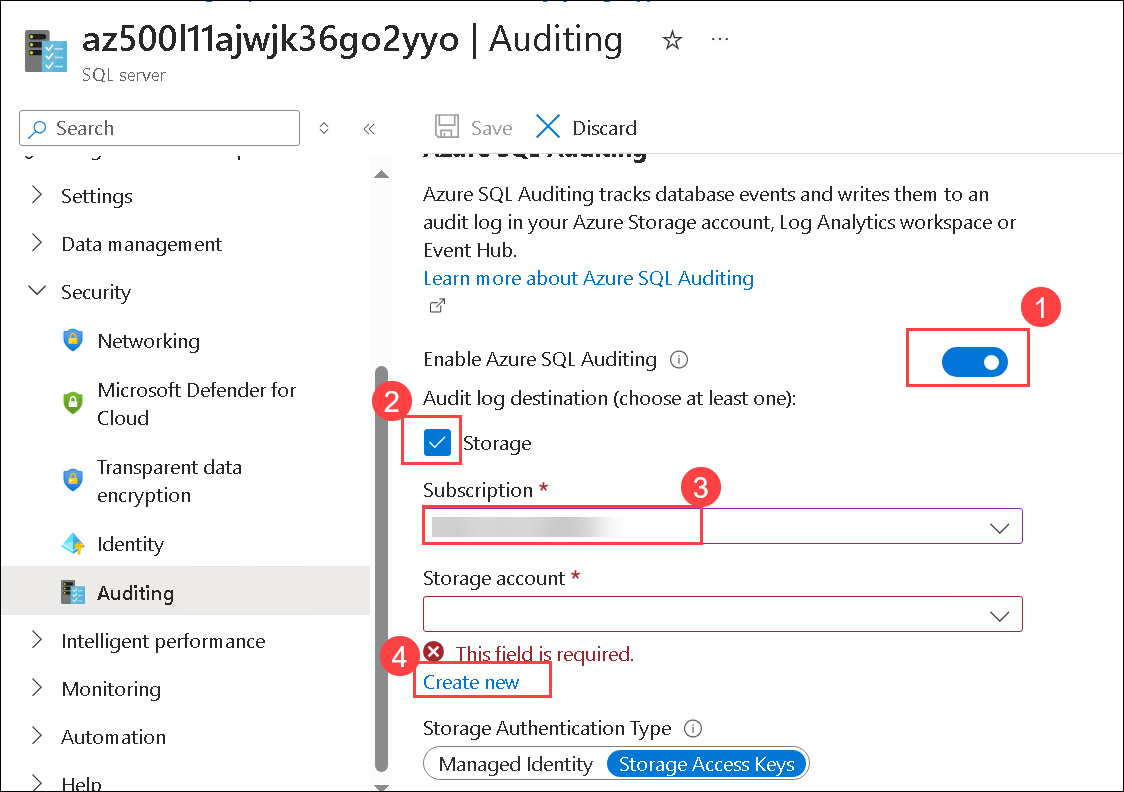 az500l11ajwjk36go2yyo | Auditing
SQL server
Search
Save
Discard
Settings
Data management
Security
Networking
Microsoft Defender for
Cloud
Transparent data
encryption
Identity
Auditing
Intelligent performance
Monitoring
Automation
Help
Azure SQL Auditing
Azure SQL Auditing tracks database events and writes them to an
audit log in your Azure Storage account, Log Analytics workspace or
Event Hub.
Learn more about Azure SQL Auditing
1
Enable Azure SQL Auditing
2
Audit log destination (choose at least one):
Storage
3
Subscription *
Storage account *
4
This field is required.
Create new
Storage Authentication Type
Managed Identity
Storage Access Keys